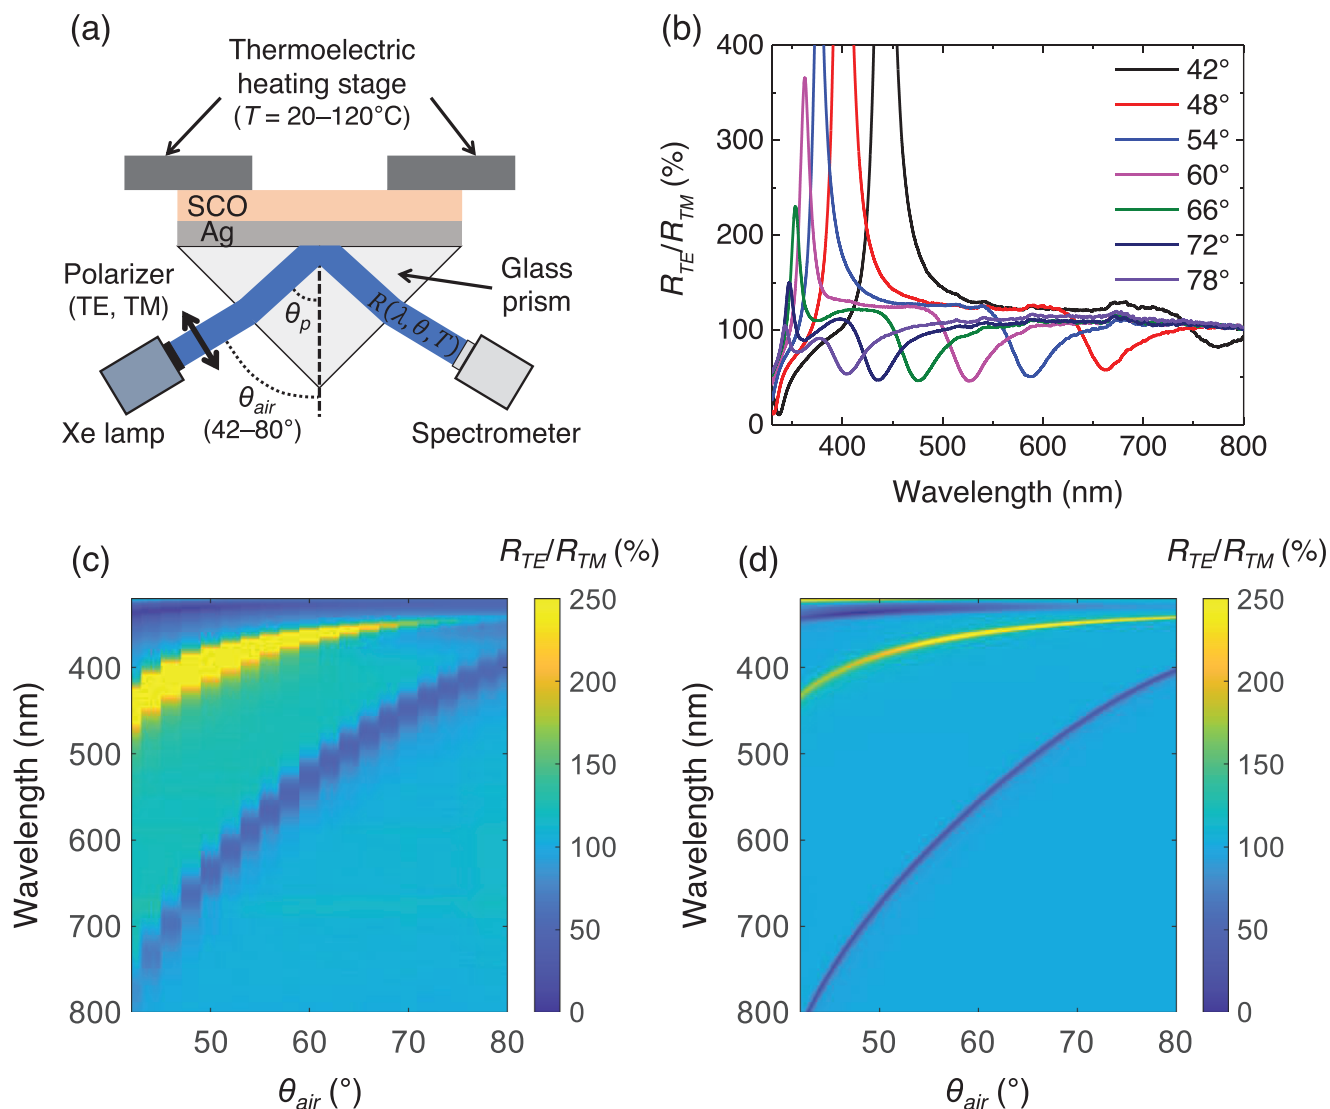 (a)
Thermoelectric
heating stage
(T = 20–120°C)
SCO
Ag
Polarizer
(TE, TM)
Glass
prism
θp
R(λ, θ, T)
θair
(42–80°)
Xe lamp
Spectrometer
(b)
400
300
200
100
0
RTE/RTM (%)
42°
48°
54°
60°
66°
72°
78°
400 500 600 700 800
Wavelength (nm)
(c)
RTE/RTM (%)
400
500
600
700
800
Wavelength (nm)
50 60 70 80
θair (°)
250
200
150
100
50
0
(d)
RTE/RTM (%)
400
500
600
700
800
Wavelength (nm)
50 60 70 80
θair (°)
250
200
150
100
50
0